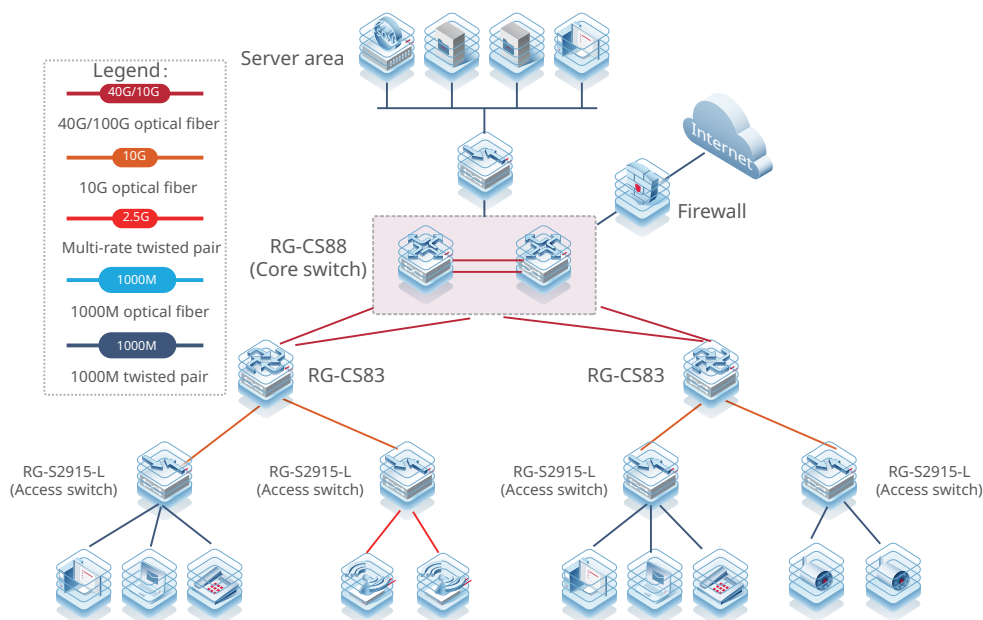 Server area
Legend:
40G/10G
40G/100G optical fiber
10G
10G optical fiber
2.5G
Multi-rate twisted pair
1000M
1000M optical fiber
1000M
1000M twisted pair
Internet
Firewall
RG-CS88
(Core switch)
RG-CS83
RG-CS83
RG-S2915-L
(Access switch)
RG-S2915-L
(Access switch)
RG-S2915-L
(Access switch)
RG-S2915-L
(Access switch)